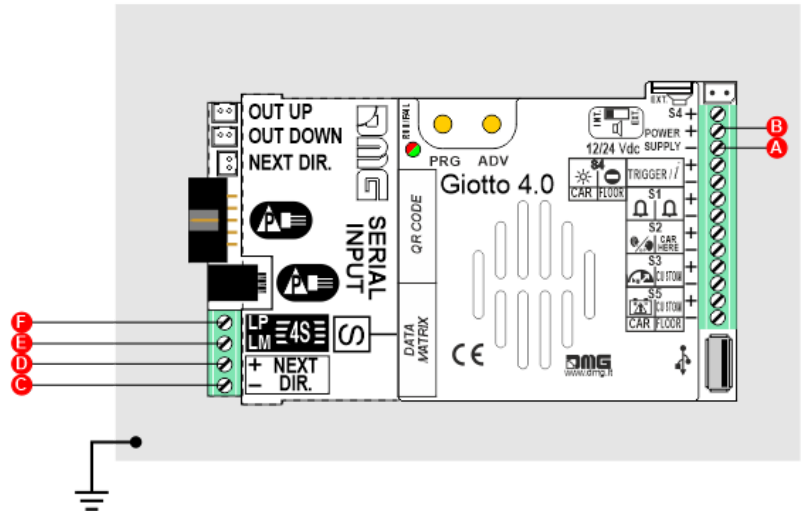 OUT UP
OUT DOWN
NEXT DIR.
DMG
SERIAL
INPUT
P
P
LP
LM
4S
S
+ NEXT
- DIR.
F
E
D
C
PRG
ADV
Giotto 4.0
QR CODE
DATA
MATRIX
CE
DMG
www.dmg.it
EXT.
INT.
EXT.
S4 +
+
POWER
SUPPLY
12/24 Vdc
-
B
A
S4
CAR
FLOOR
TRIGGER / i
+
S1
-
+
S2
CAR
HERE
-
+
S3
CUSTOM
-
+
S5
CUSTOM
-
CAR
FLOOR